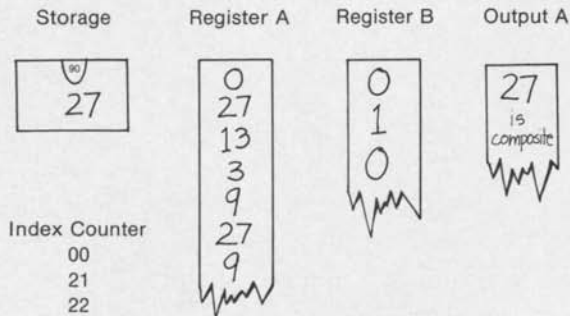 Storage
90
27
Index Counter
00
21
22
Register A
0
27
13
3
9
27
9
Register B
0
1
0
Output A
27
is
composite